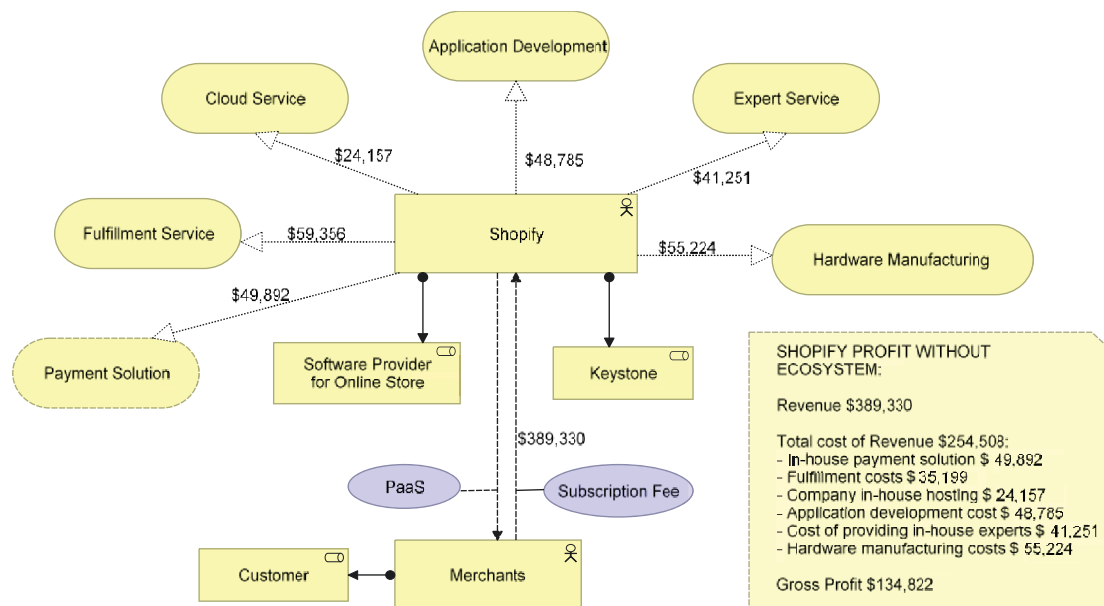 Application Development
Cloud Service
Expert Service
$24,157
$48,785
$41,251
Fulfillment Service
$59,356
Shopify
$55,224
Hardware Manufacturing
$49,892
Payment Solution
Software Provider
for Online Store
Keystone
$389,330
PaaS
Subscription Fee
Customer
Merchants
SHOPIFY PROFIT WITHOUT
ECOSYSTEM:
Revenue $389,330
Total cost of Revenue $254,508:
- In-house payment solution $ 49,892
- Fulfillment costs $ 35,199
- Company in-house hosting $ 24,157
- Application development cost $ 48,785
- Cost of providing in-house experts $ 41,251
- Hardware manufacturing costs $ 55,224
Gross Profit $134,822